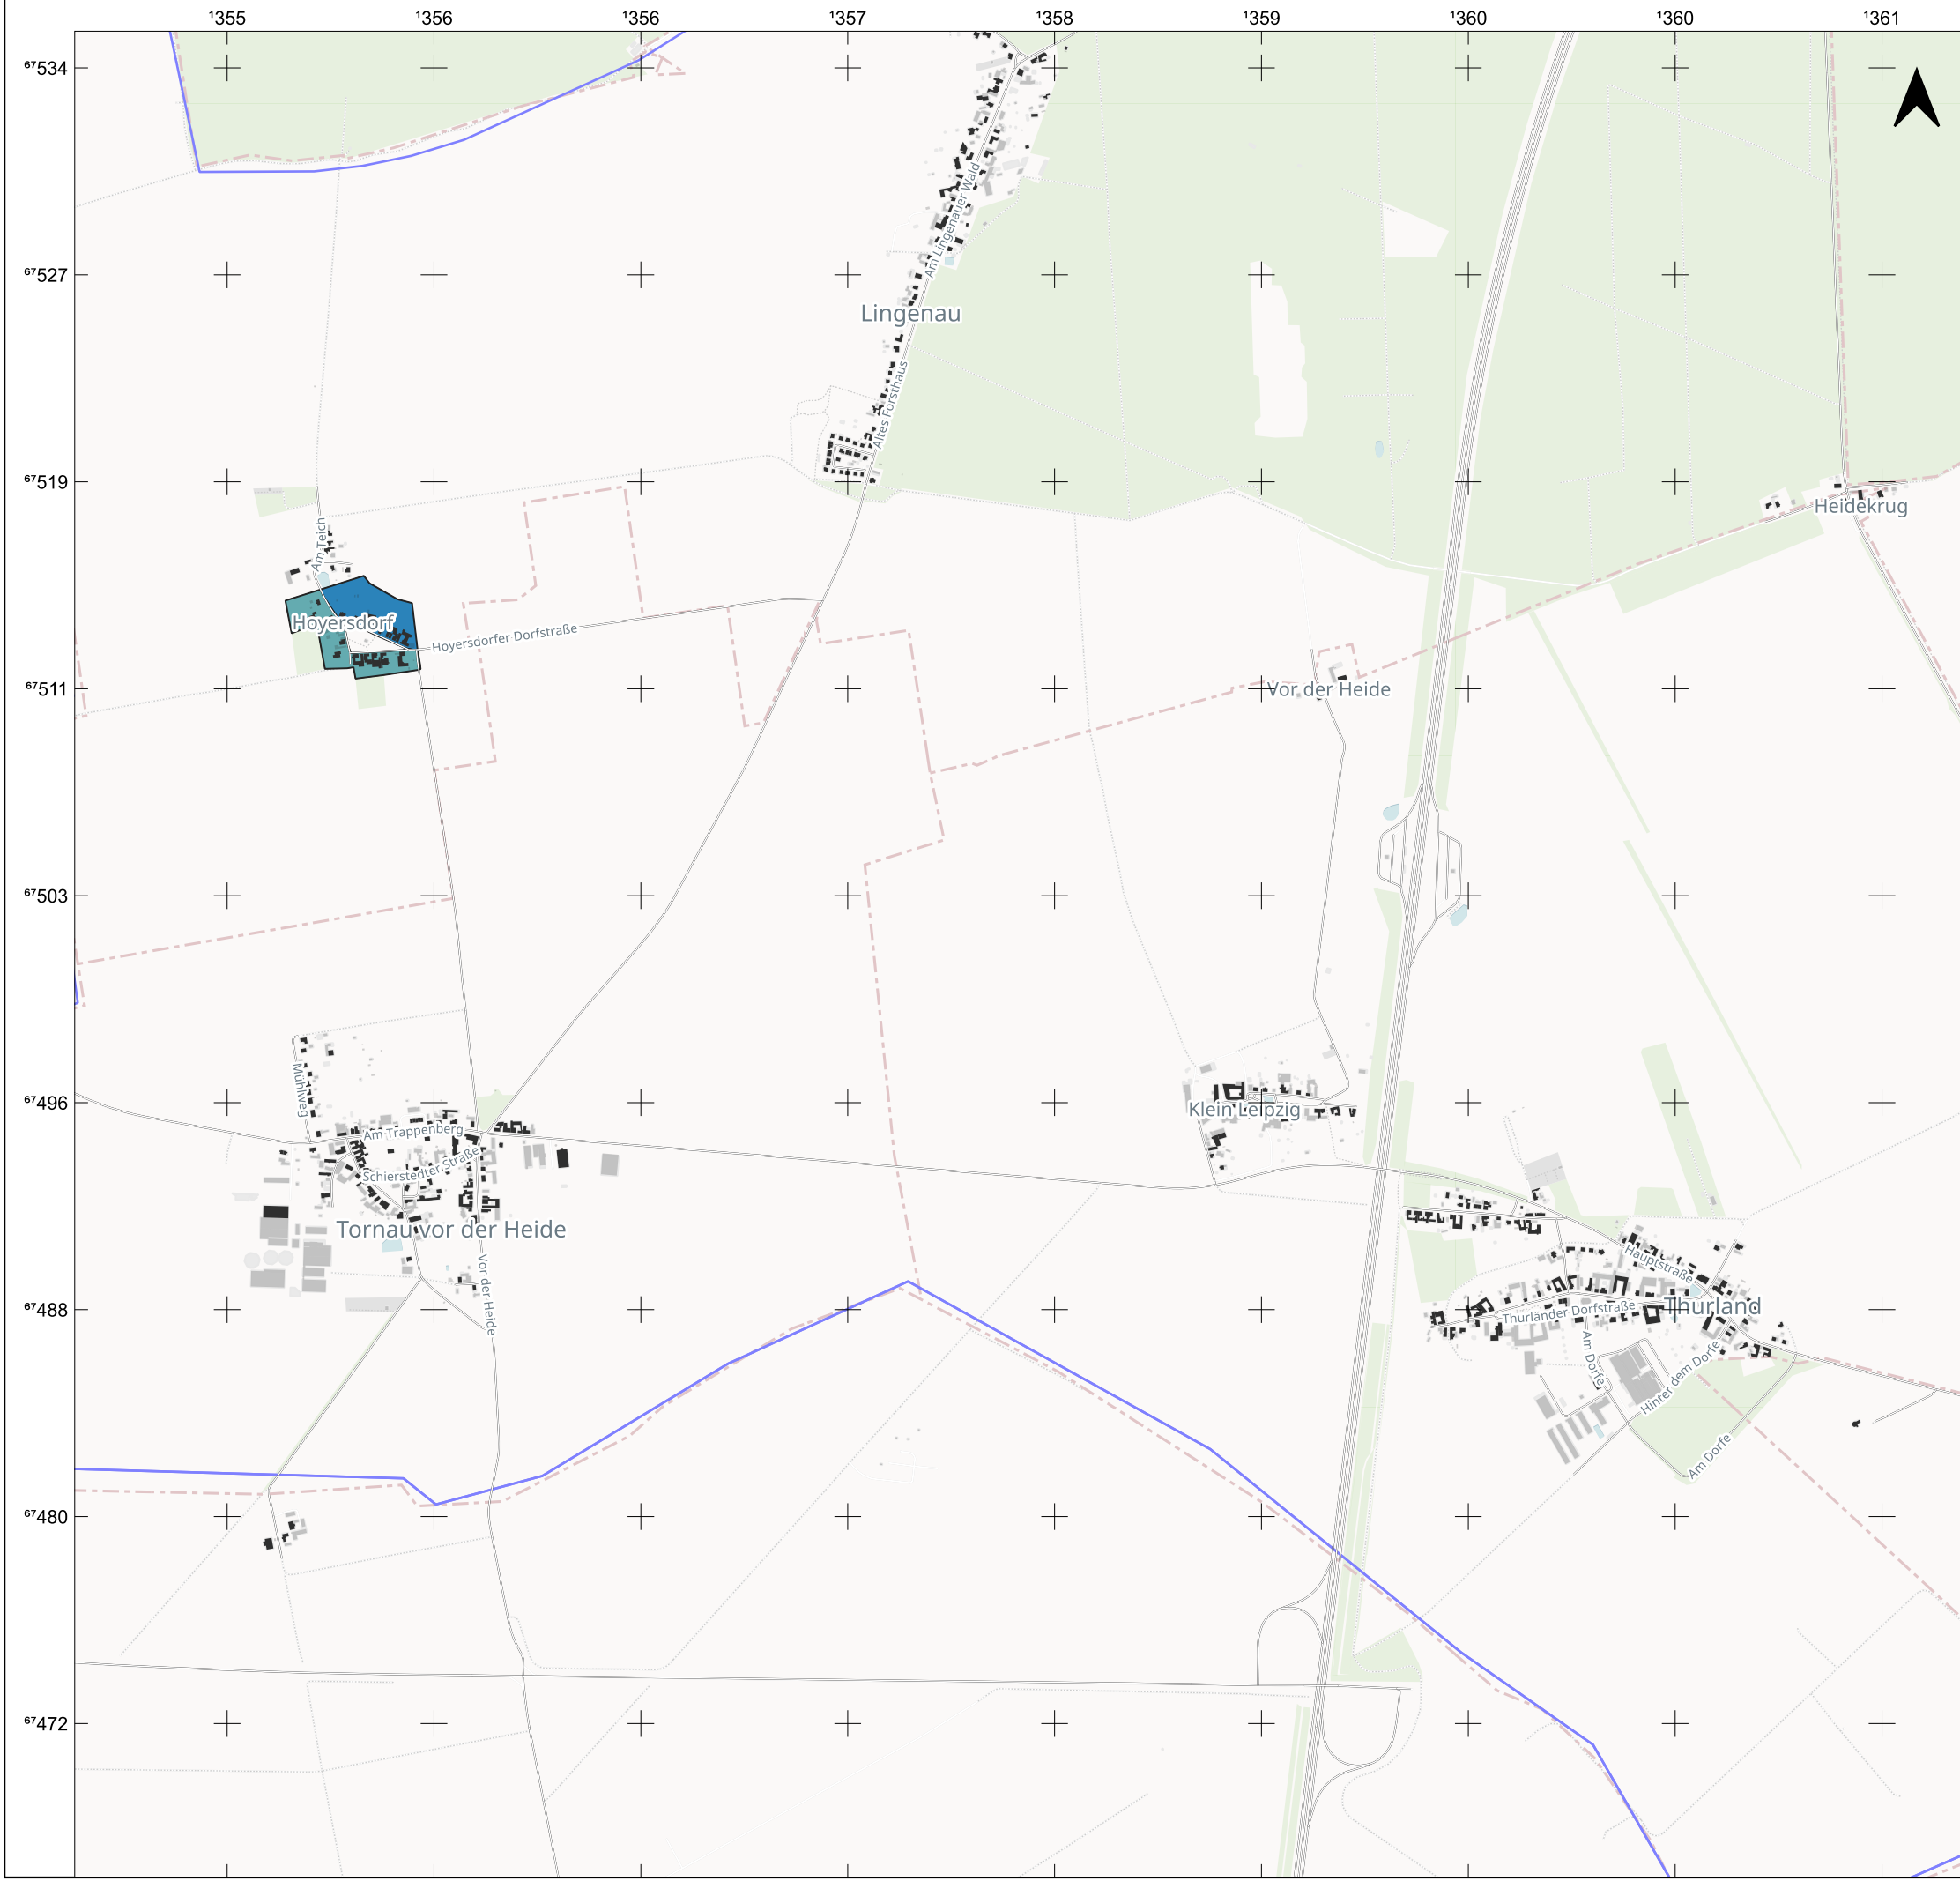 ¹355 ¹356 ¹356 ¹357 ¹358 ¹359 ¹360 ¹360 ¹361
⁶⁷534
Am Lingenauer Wald
⁶⁷527
Lingenau
Altes Forsthaus
⁶⁷519
Heidekrug
Am Teich
Hoyersdorf
Hoyersdorfer Dorfstraße
⁶⁷511
Vor der Heide
⁶⁷503
Mühlweg
⁶⁷496
Klein Leipzig
Am Trappenberg
Schierstedter Straße
Tornau vor der Heide
Vor der Heide
Hauptstraße
⁶⁷488
Thurland
Thurländer Dorfstraße
Am Dorfe
Hinter dem Dorfe
Am Dorfe
⁶⁷480
⁶⁷472